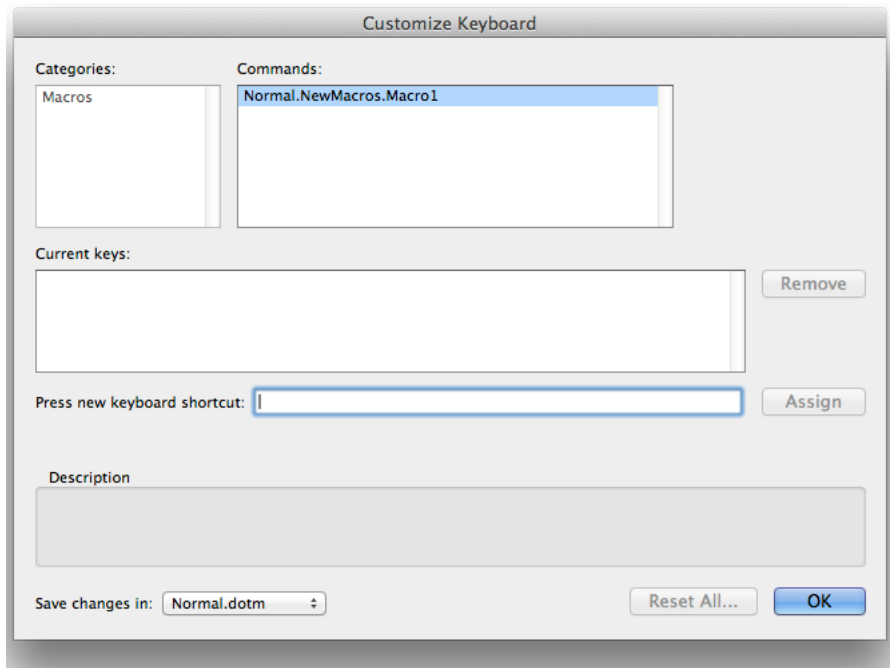 Customize Keyboard
Categories: Commands:
Macros Normal.NewMacros.Macro1
Current keys:
Remove
Press new keyboard shortcut: Assign
Description
Save changes in: Normal.dotm Reset All... OK